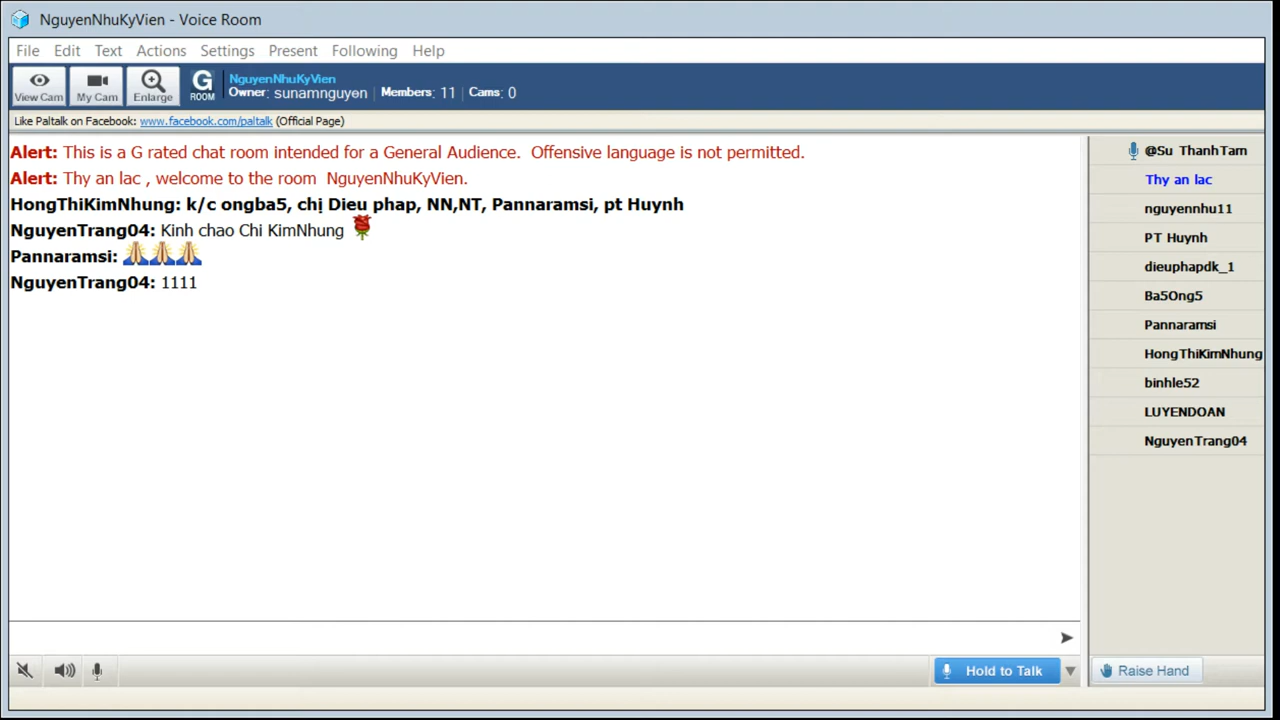 NguyenNhuKyVien - Voice Room
File Edit Text Actions Settings Present Following Help
View Cam My Cam Enlarge G ROOM
NguyenNhuKyVien
Owner: sunamnguyen Members: 11 Cams: 0
Like Paltalk on Facebook: www.facebook.com/paltalk (Official Page)
Alert: This is a G rated chat room intended for a General Audience. Offensive language is not permitted.
Alert: Thy an lac , welcome to the room NguyenNhuKyVien.
HongThiKimNhung: k/c ongba5, chị Dieu phap, NN,NT, Pannaramsi, pt Huynh
NguyenTrang04: Kinh chao Chi KimNhung 🌹
Pannaramsi: 🙏🙏🙏
NguyenTrang04: 1111
@Su ThanhTam
Thy an lac
nguyennhu11
PT Huynh
dieuphapdk_1
Ba5Ong5
Pannaramsi
HongThiKimNhung
binhle52
LUYENDOAN
NguyenTrang04
Hold to Talk
Raise Hand